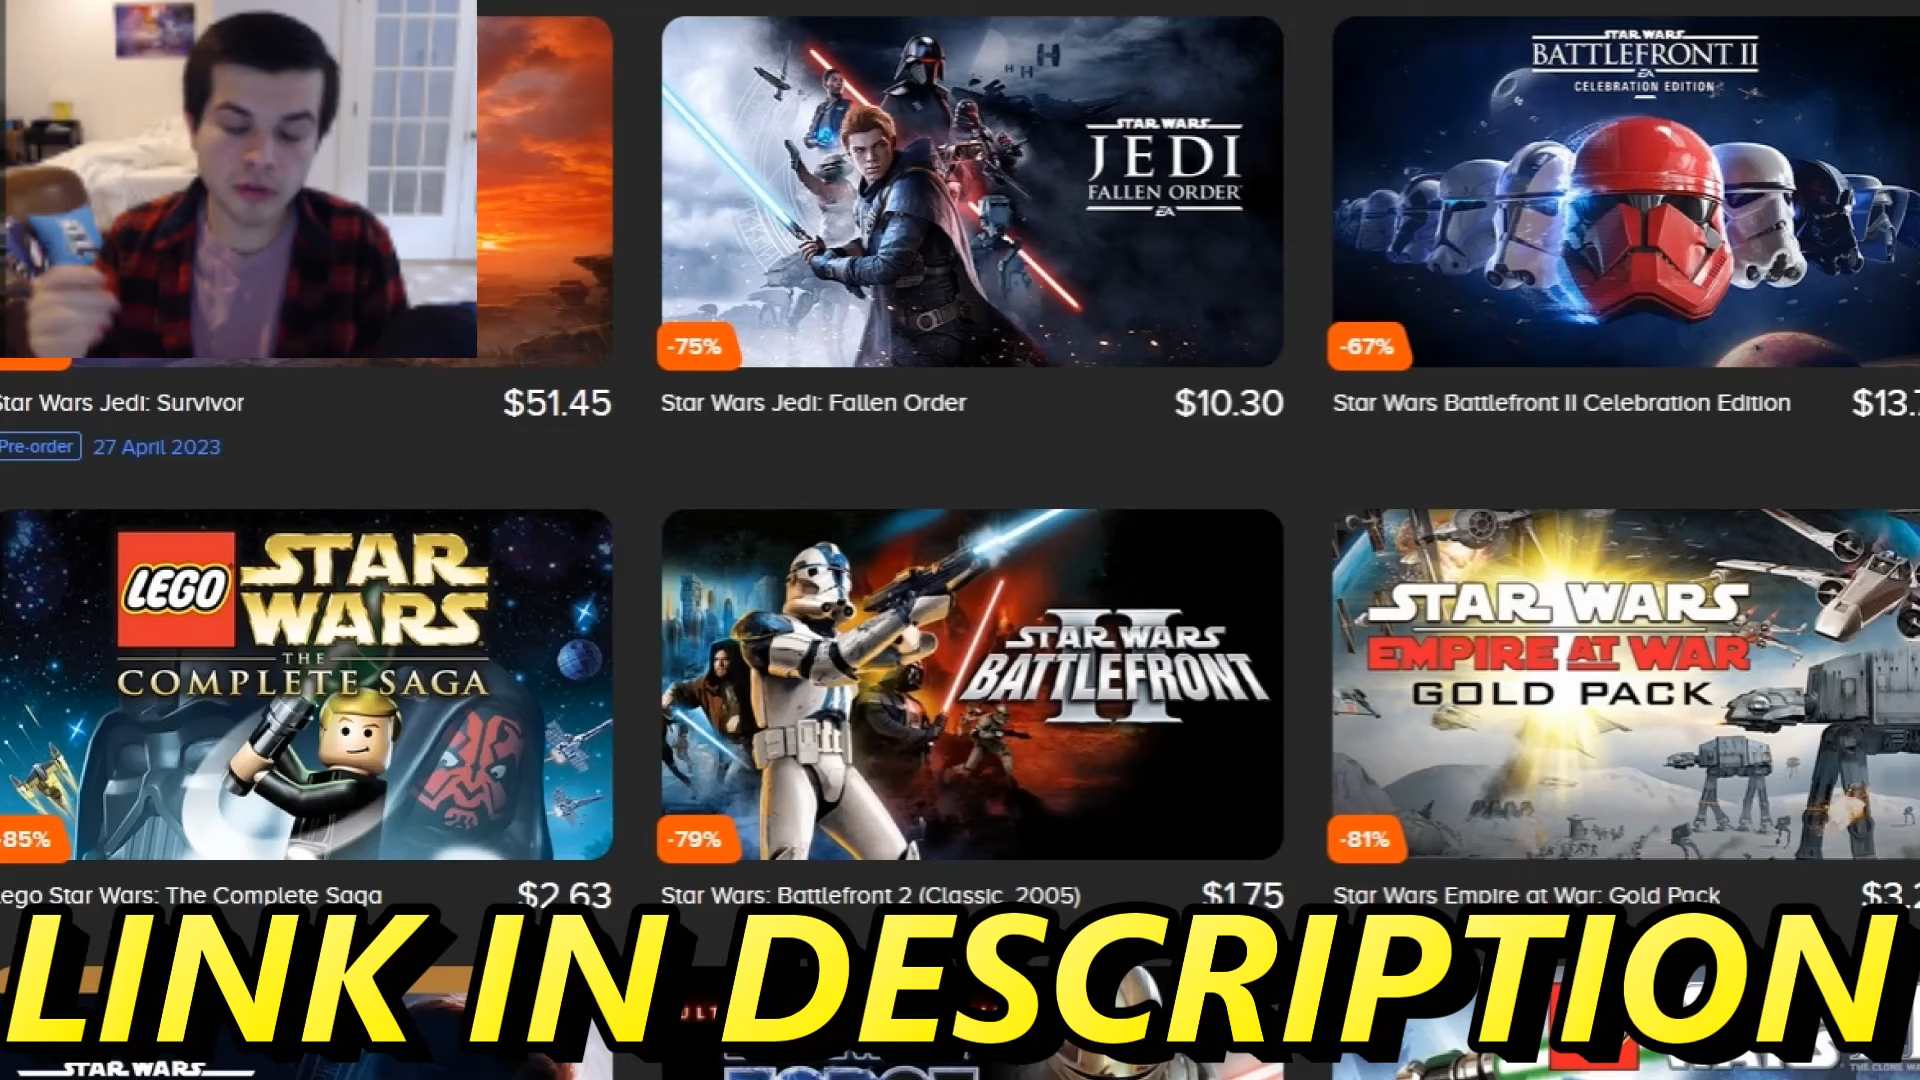 STAR WARS
JEDI
FALLEN ORDER
EA
STAR WARS
BATTLEFRONT II
EA
CELEBRATION EDITION
-75%
-67%
Star Wars Jedi: Survivor $51.45
Star Wars Jedi: Fallen Order $10.30
Star Wars Battlefront II Celebration Edition $13.
Pre-order 27 April 2023
LEGO STAR WARS
THE
COMPLETE SAGA
STAR WARS
BATTLEFRONT
II
STAR WARS
EMPIRE AT WAR
GOLD PACK
-85%
-79%
-81%
ego Star Wars: The Complete Saga $2.63
Star Wars: Battlefront 2 (Classic, 2005) $1.75
Star Wars Empire at War: Gold Pack $3.
LINK IN DESCRIPTION
STAR WARS